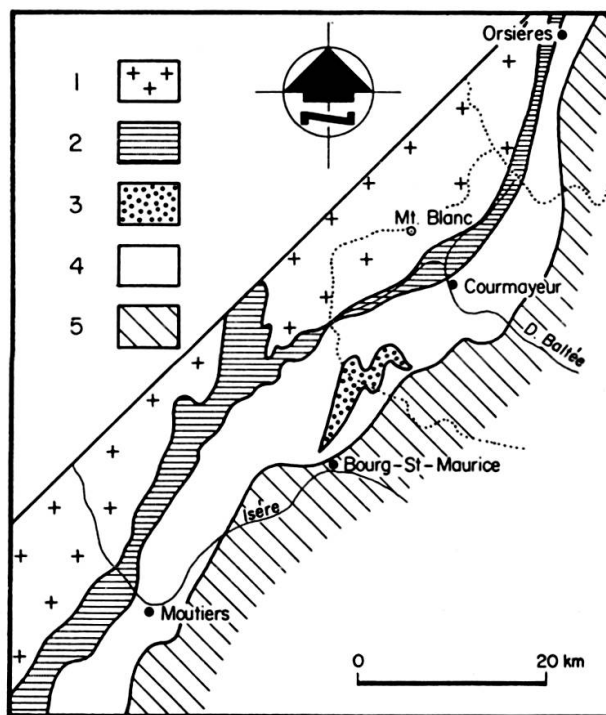 Orsières
1
2
3
4
5
N
Mt. Blanc
Courmayeur
D. Baltée
Bourg-St-Maurice
Isère
Moutiers
0 20 km